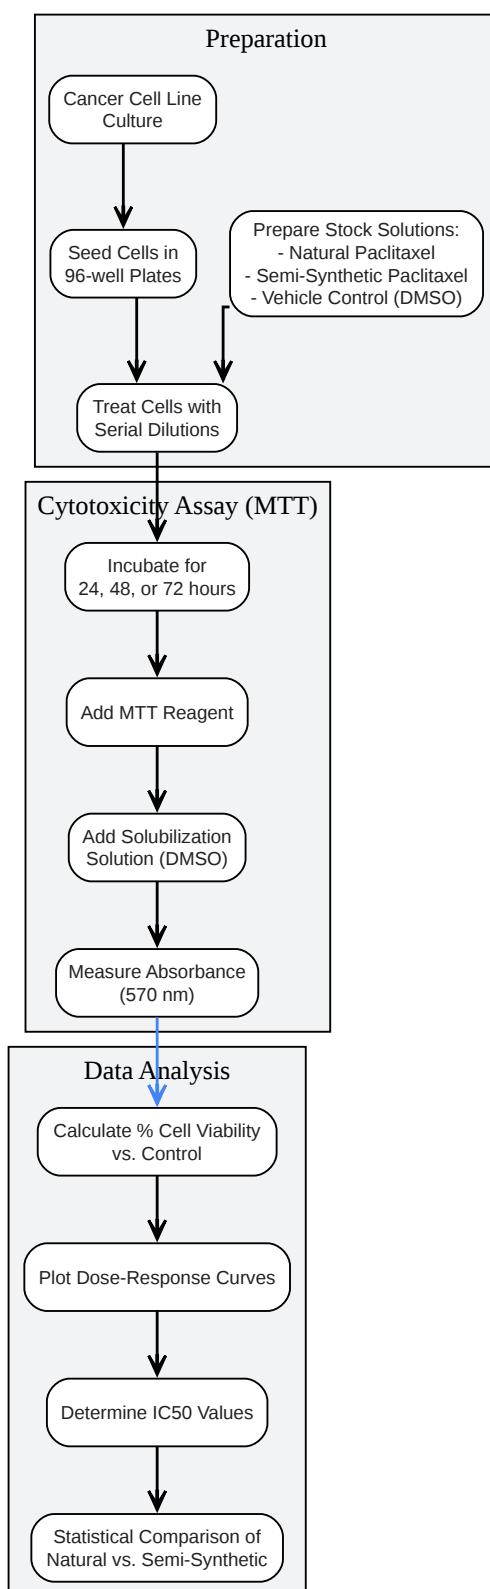 Preparation
Cancer Cell Line
Culture
Seed Cells in
96-well Plates
Prepare Stock Solutions:
- Natural Paclitaxel
- Semi-Synthetic Paclitaxel
- Vehicle Control (DMSO)
Treat Cells with
Serial Dilutions
Cytotoxicity Assay (MTT)
Incubate for
24, 48, or 72 hours
Add MTT Reagent
Add Solubilization
Solution (DMSO)
Measure Absorbance
(570 nm)
Data Analysis
Calculate % Cell Viability
vs. Control
Plot Dose-Response Curves
Determine IC50 Values
Statistical Comparison of
Natural vs. Semi-Synthetic